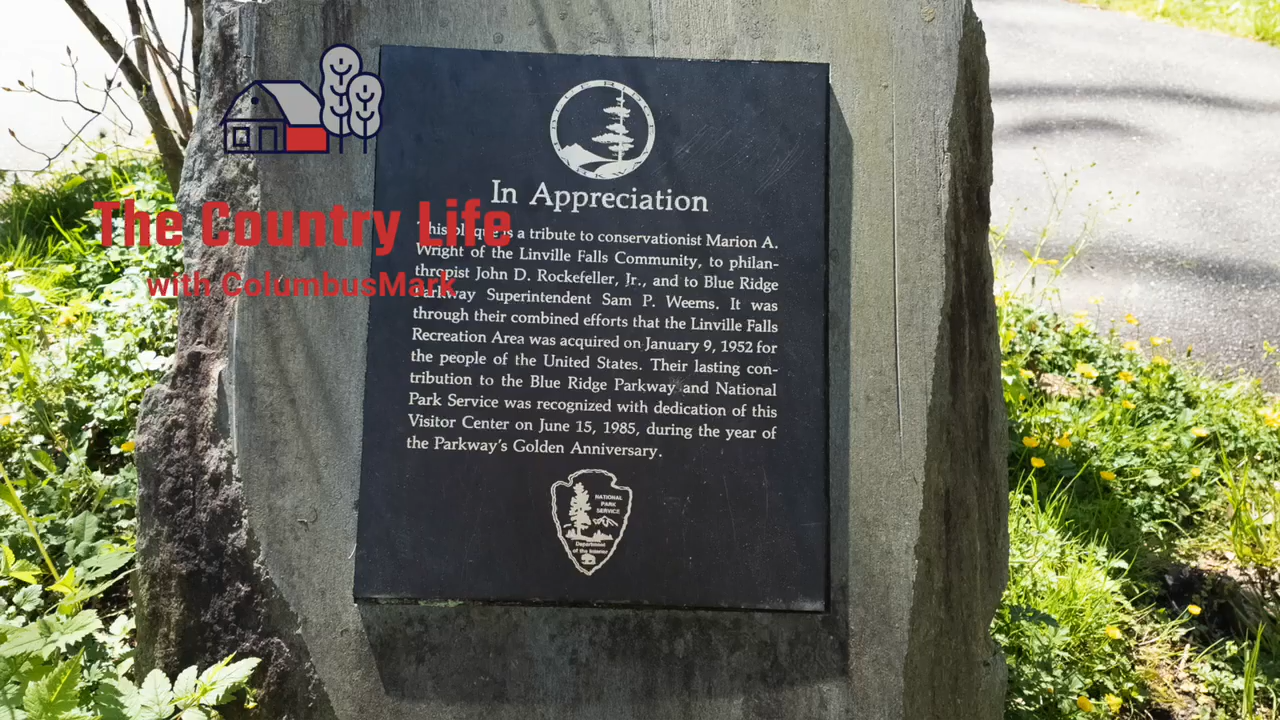 In Appreciation
The Country Life
This plaque is a tribute to conservationist Marion A.
Wright of the Linville Falls Community, to philan-
with ColumbusMark
thropist John D. Rockefeller, Jr., and to Blue Ridge
Parkway Superintendent Sam P. Weems. It was
through their combined efforts that the Linville Falls
Recreation Area was acquired on January 9, 1952 for
the people of the United States. Their lasting con-
tribution to the Blue Ridge Parkway and National
Park Service was recognized with dedication of this
Visitor Center on June 15, 1985, during the year of
the Parkway's Golden Anniversary.
NATIONAL
PARK
SERVICE
Department
of the Interior